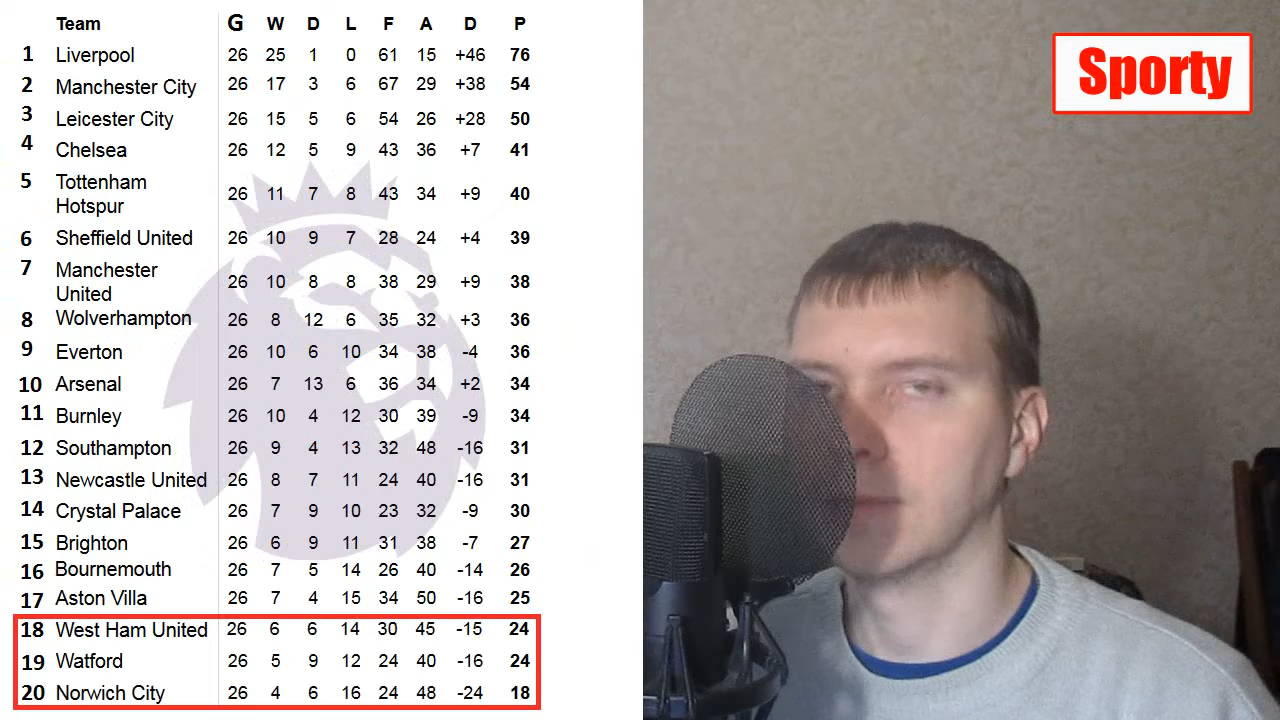 Team G W D L F A D P
1 Liverpool 26 25 1 0 61 15 +46 76
2 Manchester City 26 17 3 6 67 29 +38 54
3 Leicester City 26 15 5 6 54 26 +28 50
4 Chelsea 26 12 5 9 43 36 +7 41
5 Tottenham
Hotspur 26 11 7 8 43 34 +9 40
6 Sheffield United 26 10 9 7 28 24 +4 39
7 Manchester
United 26 10 8 8 38 29 +9 38
8 Wolverhampton 26 8 12 6 35 32 +3 36
9 Everton 26 10 6 10 34 38 -4 36
10 Arsenal 26 7 13 6 36 34 +2 34
11 Burnley 26 10 4 12 30 39 -9 34
12 Southampton 26 9 4 13 32 48 -16 31
13 Newcastle United 26 8 7 11 24 40 -16 31
14 Crystal Palace 26 7 9 10 23 32 -9 30
15 Brighton 26 6 9 11 31 38 -7 27
16 Bournemouth 26 7 5 14 26 40 -14 26
17 Aston Villa 26 7 4 15 34 50 -16 25
18 West Ham United 26 6 6 14 30 45 -15 24
19 Watford 26 5 9 12 24 40 -16 24
20 Norwich City 26 4 6 16 24 48 -24 18
Sporty